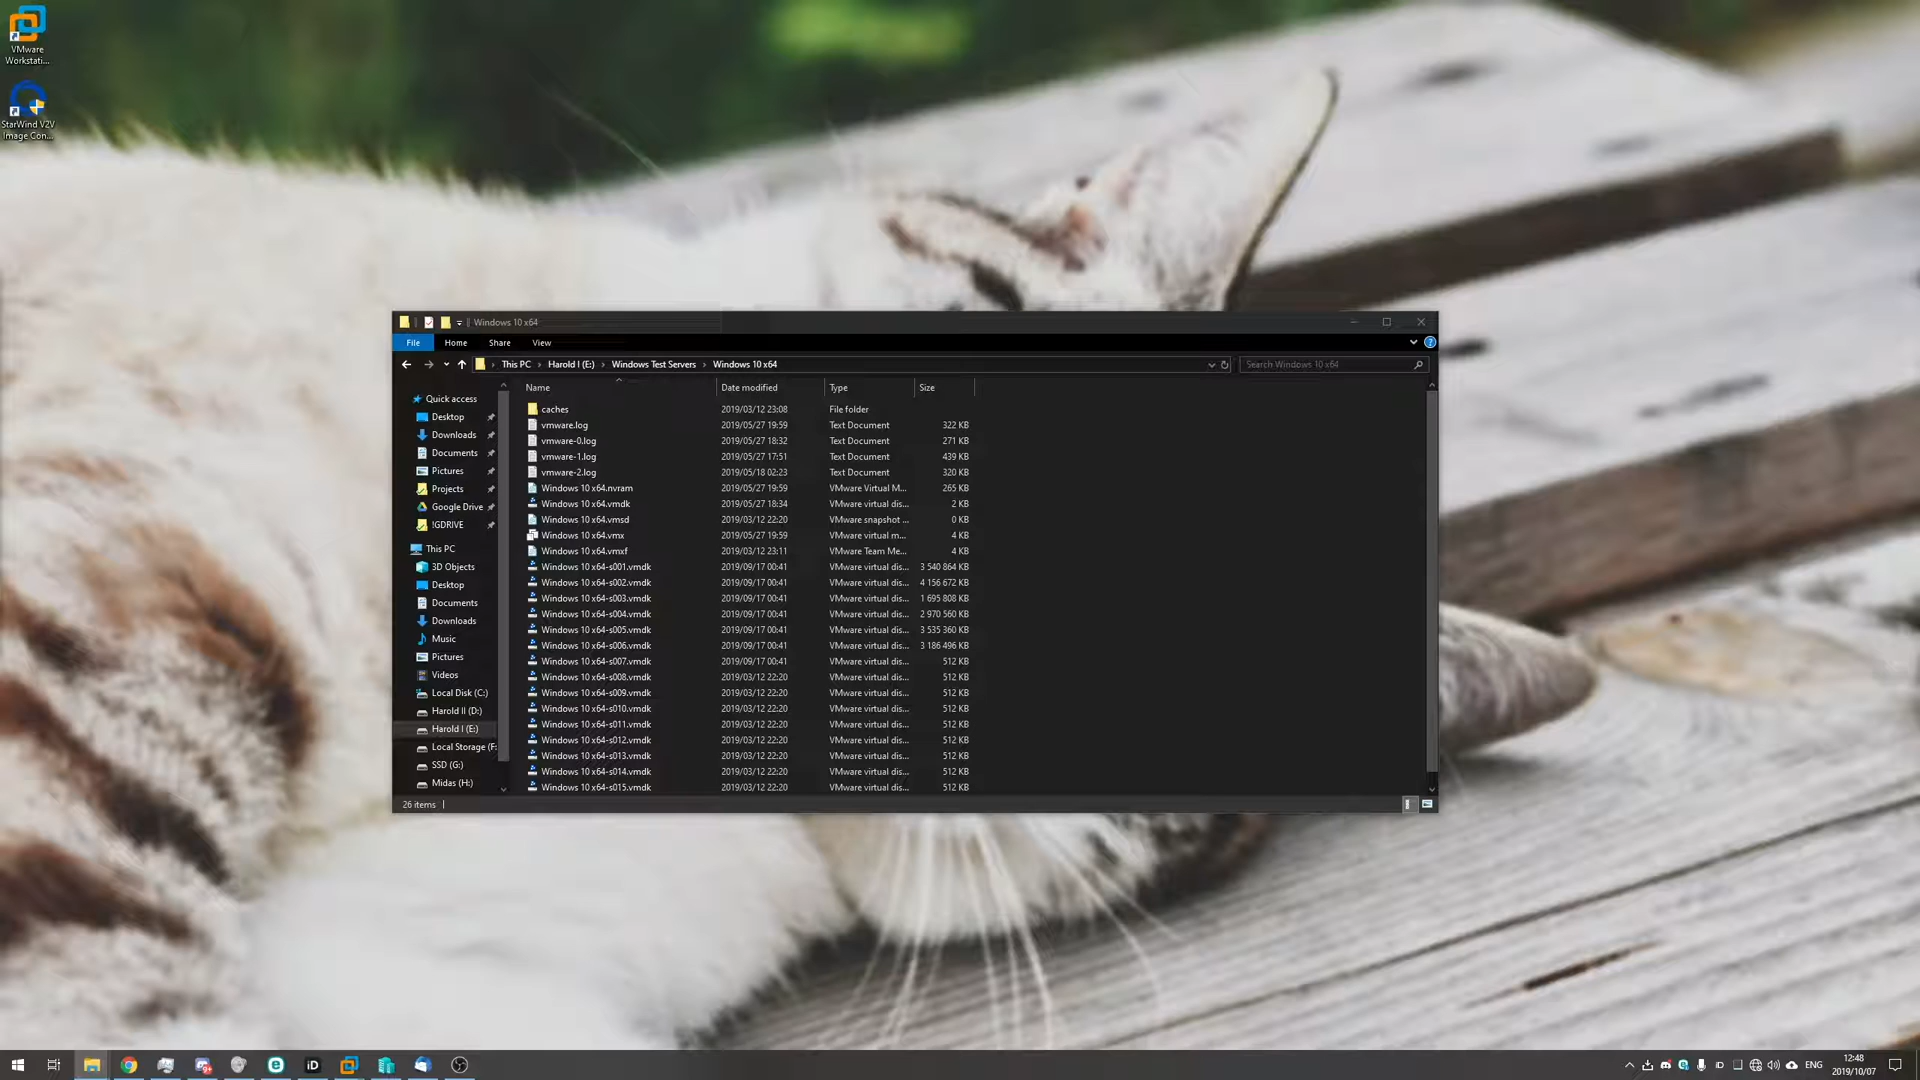 VMware
Workstati...
StarWind V2V
Image Con...
Windows 10 x64
File Home Share View
This PC Harold I (E:) Windows Test Servers Windows 10 x64 Search Windows 10 x64
Name Date modified Type Size
Quick access
Desktop
Downloads
Documents
Pictures
Projects
Google Drive
!GDRIVE
This PC
3D Objects
Desktop
Documents
Downloads
Music
Pictures
Videos
Local Disk (C:)
Harold II (D:)
Harold I (E:)
Local Storage (F:
SSD (G:)
Midas (H:)
caches 2019/03/12 23:08 File folder
vmware.log 2019/05/27 19:59 Text Document 322 KB
vmware-0.log 2019/05/27 18:32 Text Document 271 KB
vmware-1.log 2019/05/27 17:51 Text Document 439 KB
vmware-2.log 2019/05/18 02:23 Text Document 320 KB
Windows 10 x64.nvram 2019/05/27 19:59 VMware Virtual M... 265 KB
Windows 10 x64.vmdk 2019/05/27 18:34 VMware virtual dis... 2 KB
Windows 10 x64.vmsd 2019/03/12 22:20 VMware snapshot ... 0 KB
Windows 10 x64.vmx 2019/05/27 19:59 VMware virtual m... 4 KB
Windows 10 x64.vmxf 2019/03/12 23:11 VMware Team Me... 4 KB
Windows 10 x64-s001.vmdk 2019/09/17 00:41 VMware virtual dis... 3 540 864 KB
Windows 10 x64-s002.vmdk 2019/09/17 00:41 VMware virtual dis... 4 156 672 KB
Windows 10 x64-s003.vmdk 2019/09/17 00:41 VMware virtual dis... 1 695 808 KB
Windows 10 x64-s004.vmdk 2019/09/17 00:41 VMware virtual dis... 2 970 560 KB
Windows 10 x64-s005.vmdk 2019/09/17 00:41 VMware virtual dis... 3 535 360 KB
Windows 10 x64-s006.vmdk 2019/09/17 00:41 VMware virtual dis... 3 186 496 KB
Windows 10 x64-s007.vmdk 2019/09/17 00:41 VMware virtual dis... 512 KB
Windows 10 x64-s008.vmdk 2019/03/12 22:20 VMware virtual dis... 512 KB
Windows 10 x64-s009.vmdk 2019/03/12 22:20 VMware virtual dis... 512 KB
Windows 10 x64-s010.vmdk 2019/03/12 22:20 VMware virtual dis... 512 KB
Windows 10 x64-s011.vmdk 2019/03/12 22:20 VMware virtual dis... 512 KB
Windows 10 x64-s012.vmdk 2019/03/12 22:20 VMware virtual dis... 512 KB
Windows 10 x64-s013.vmdk 2019/03/12 22:20 VMware virtual dis... 512 KB
Windows 10 x64-s014.vmdk 2019/03/12 22:20 VMware virtual dis... 512 KB
Windows 10 x64-s015.vmdk 2019/03/12 22:20 VMware virtual dis... 512 KB
26 items
iD
ENG
12:48
2019/10/07